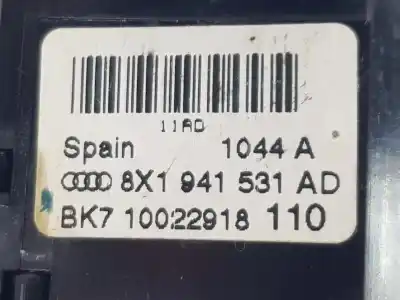 11AD
Spain 1044 A
8X1 941 531 AD
BK7 10022918 110